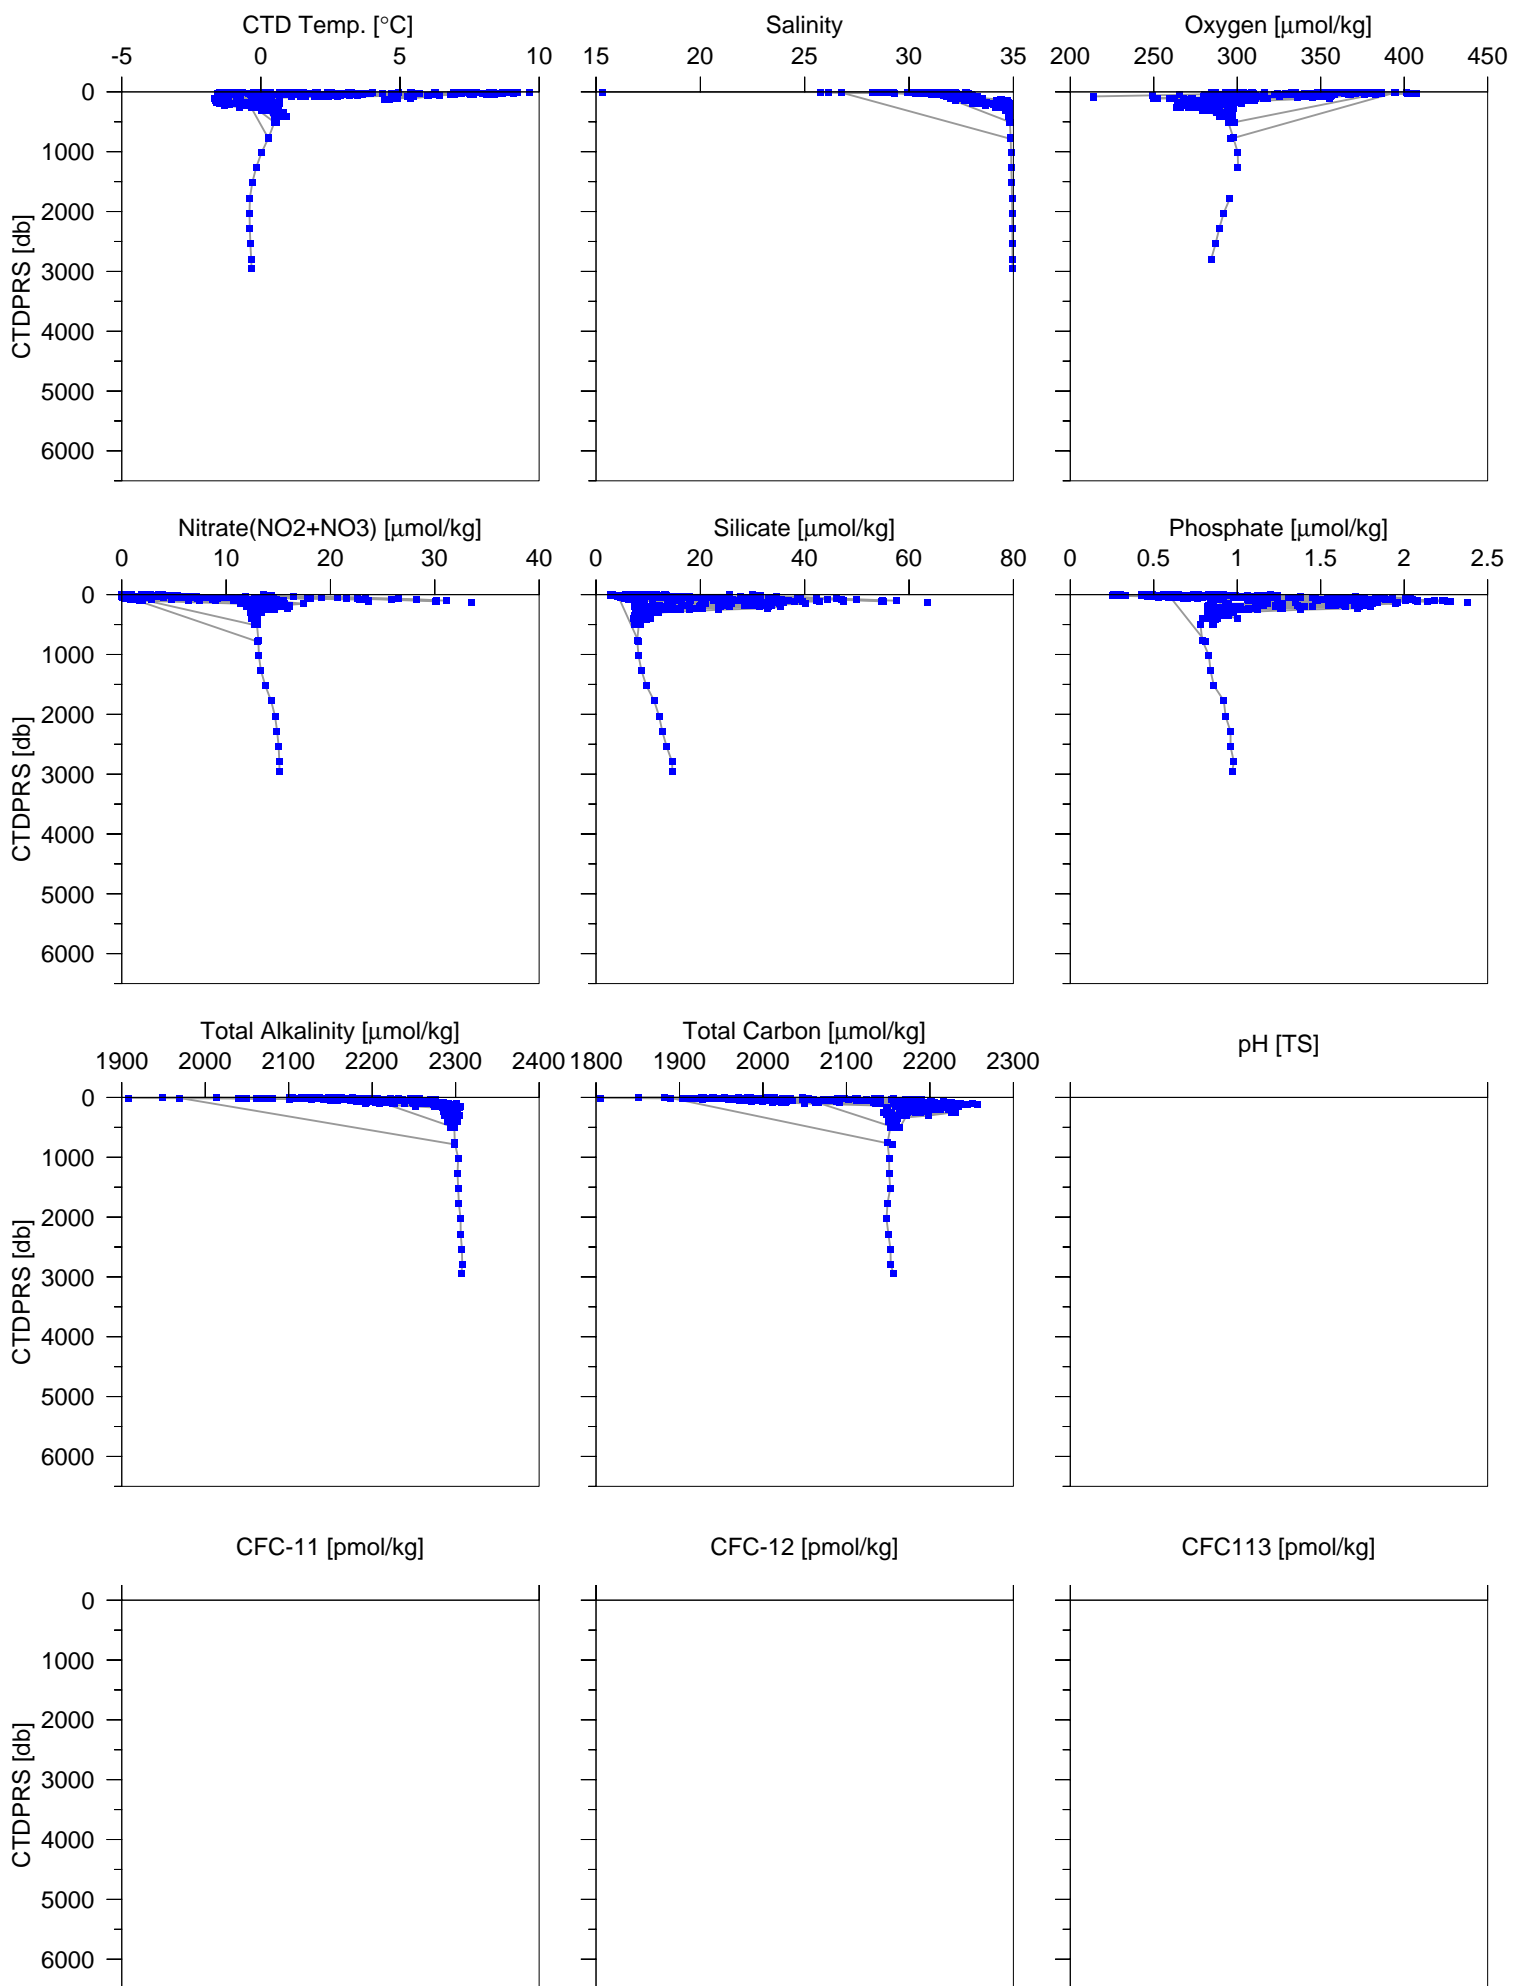 CTD Temp. [°C] Salinity Oxygen [μmol/kg]
-5 0 5 10 15 20 25 30 35 200 250 300 350 400 450
0
1000
2000
3000
4000
5000
6000
CTDPRS [db]
Nitrate(NO2+NO3) [μmol/kg] Silicate [μmol/kg] Phosphate [μmol/kg]
0 10 20 30 40 0 20 40 60 80 0 0.5 1 1.5 2 2.5
0
1000
2000
3000
4000
5000
6000
CTDPRS [db]
Total Alkalinity [μmol/kg] Total Carbon [μmol/kg] pH [TS]
1900 2000 2100 2200 2300 2400 1800 1900 2000 2100 2200 2300
0
1000
2000
3000
4000
5000
6000
CTDPRS [db]
CFC-11 [pmol/kg] CFC-12 [pmol/kg] CFC113 [pmol/kg]
0
1000
2000
3000
4000
5000
6000
CTDPRS [db]